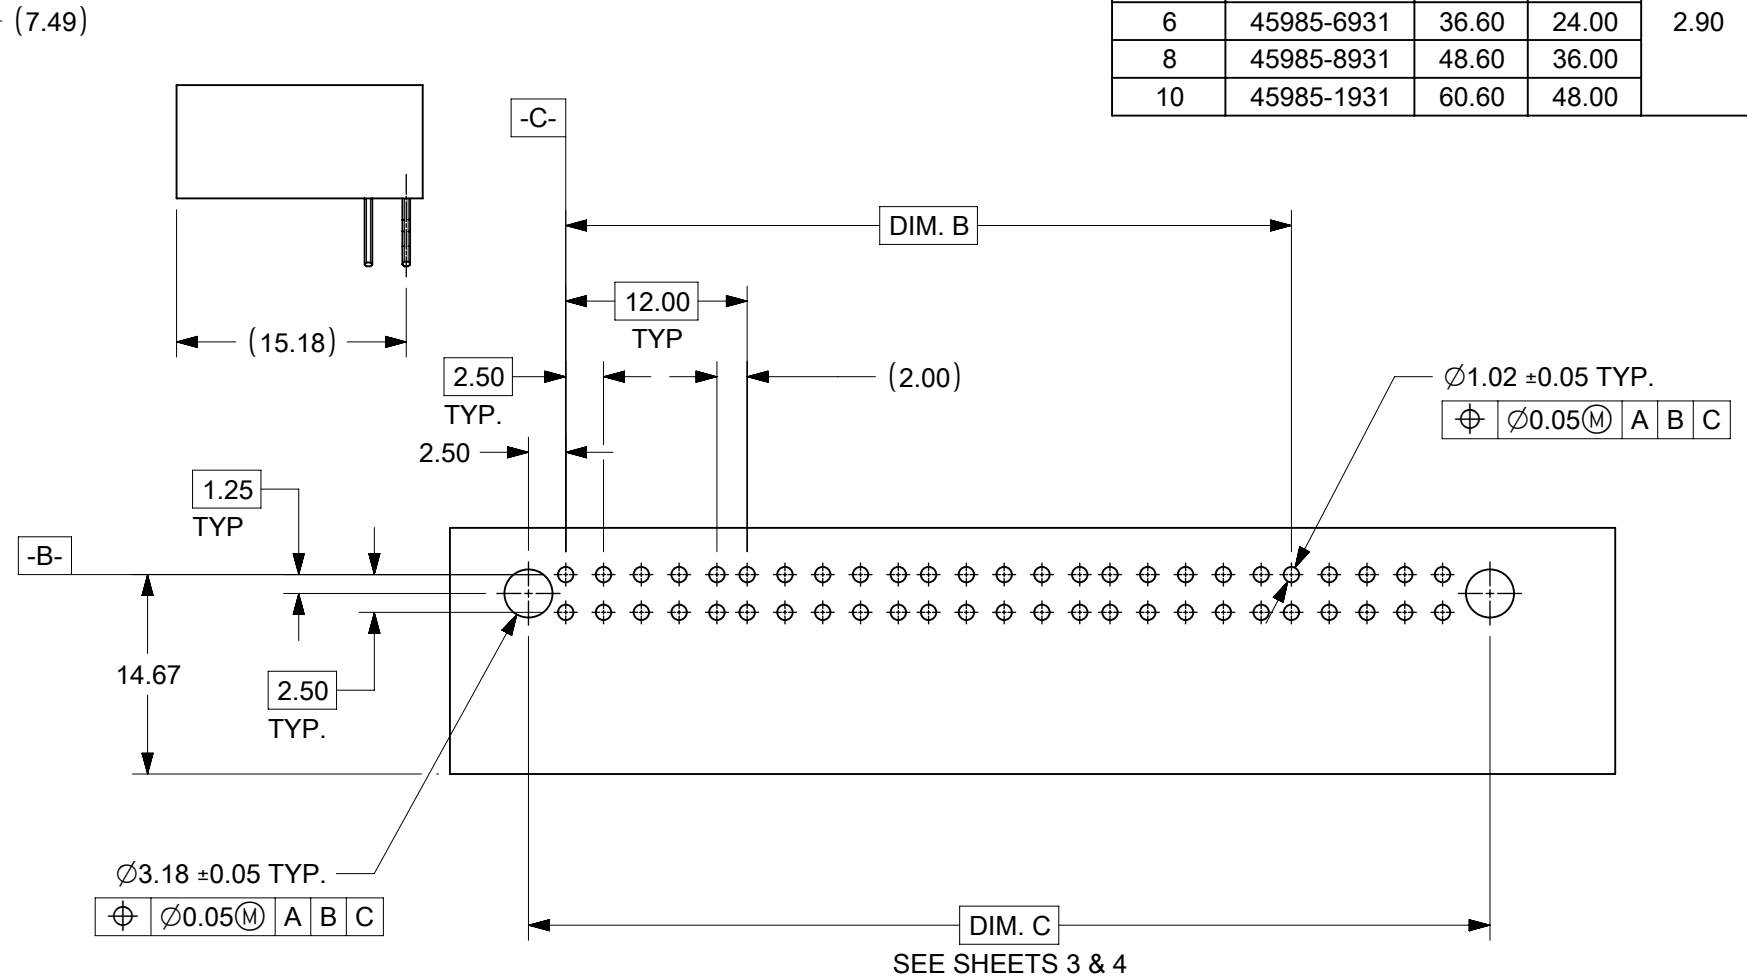 (7.49)
6 45985-6931 36.60 24.00 2.90
8 45985-8931 48.60 36.00
10 45985-1931 60.60 48.00
-C-
DIM. B
12.00
TYP
(15.18)
2.50
TYP.
(2.00)
2.50
∅1.02 ±0.05 TYP.
⌖ ∅0.05Ⓜ A B C
1.25
TYP
-B-
14.67
2.50
TYP.
∅3.18 ±0.05 TYP.
⌖ ∅0.05Ⓜ A B C
DIM. C
SEE SHEETS 3 & 4